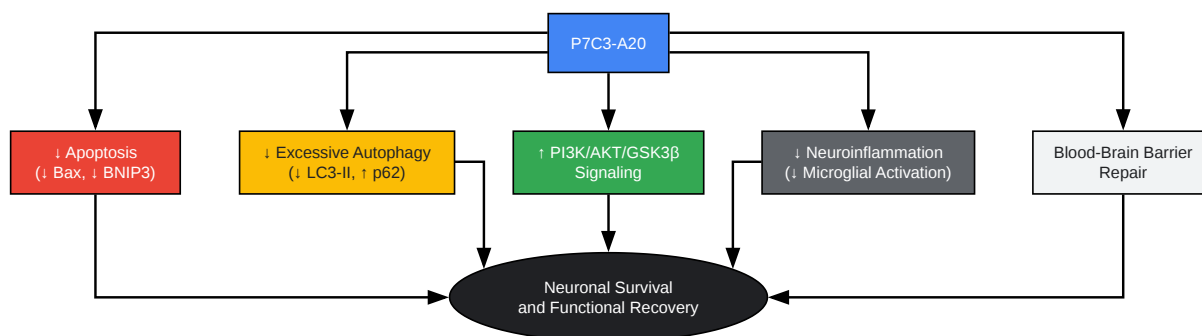 P7C3-A20
↓ Apoptosis
(↓ Bax, ↓ BNIP3)
↓ Excessive Autophagy
(↓ LC3-II, ↑ p62)
↑ PI3K/AKT/GSK3β
Signaling
↓ Neuroinflammation
(↓ Microglial Activation)
Blood-Brain Barrier
Repair
Neuronal Survival
and Functional Recovery